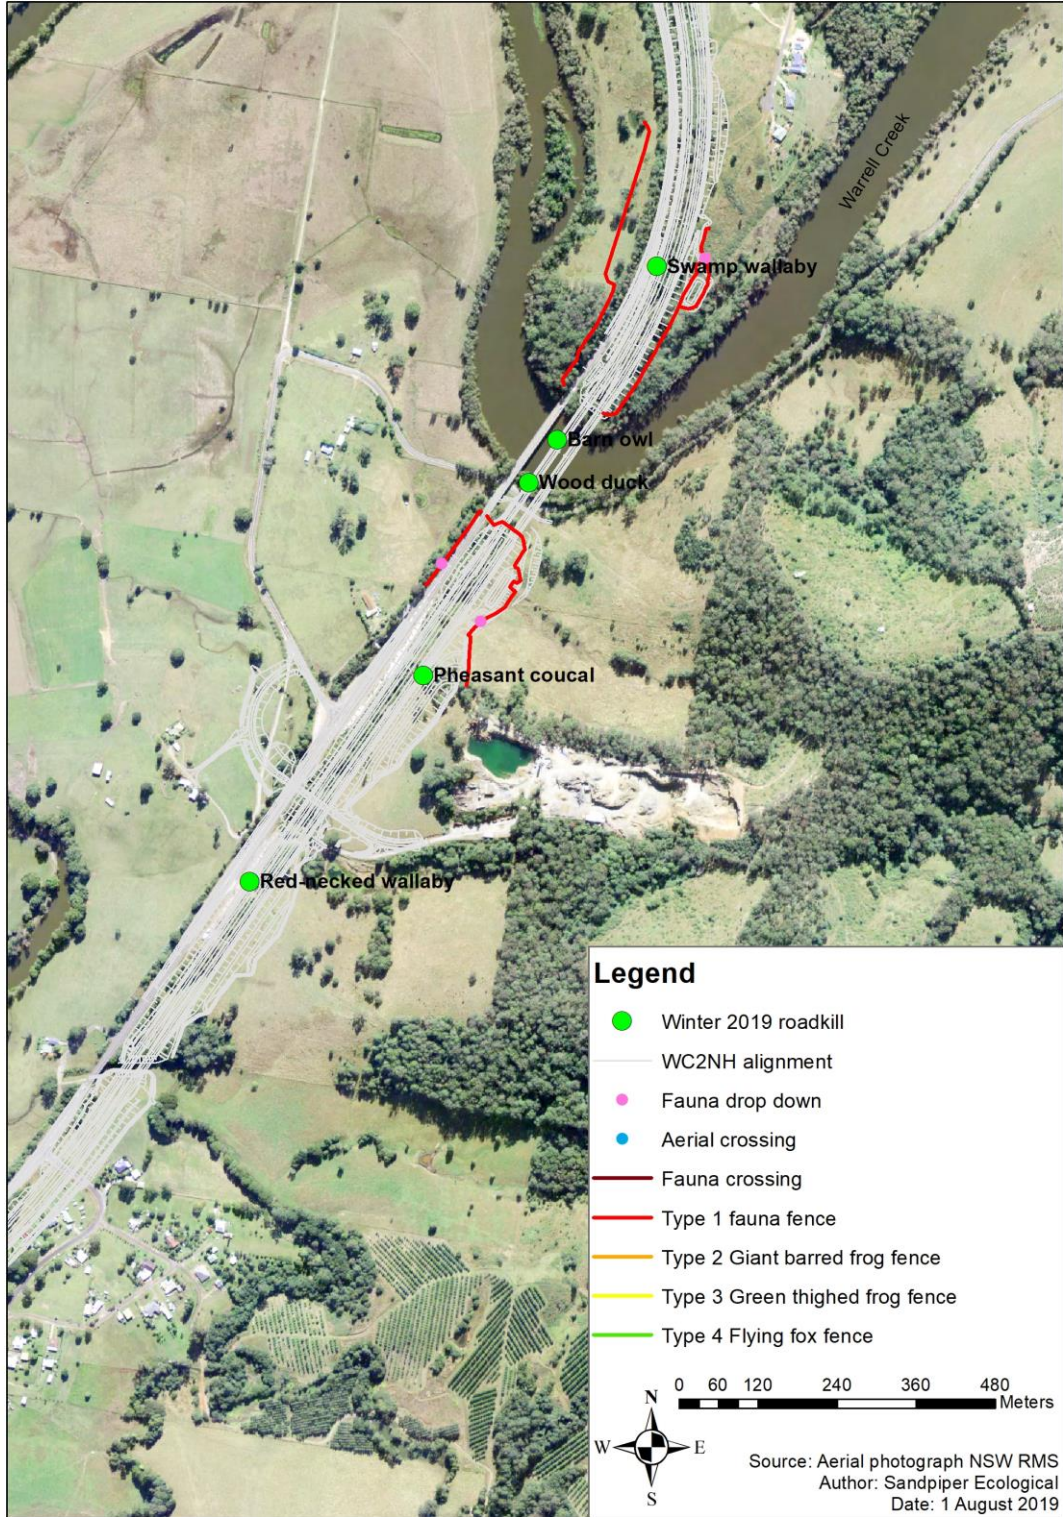 Warrell Creek
Swamp wallaby
Barn owl
Wood duck
Pheasant coucal
Red-necked wallaby
Legend
Winter 2019 roadkill
WC2NH alignment
Fauna drop down
Aerial crossing
Fauna crossing
Type 1 fauna fence
Type 2 Giant barred frog fence
Type 3 Green thighed frog fence
Type 4 Flying fox fence
0 60 120 240 360 480
Meters
N
W E
S
Source: Aerial photograph NSW RMS
Author: Sandpiper Ecological
Date: 1 August 2019